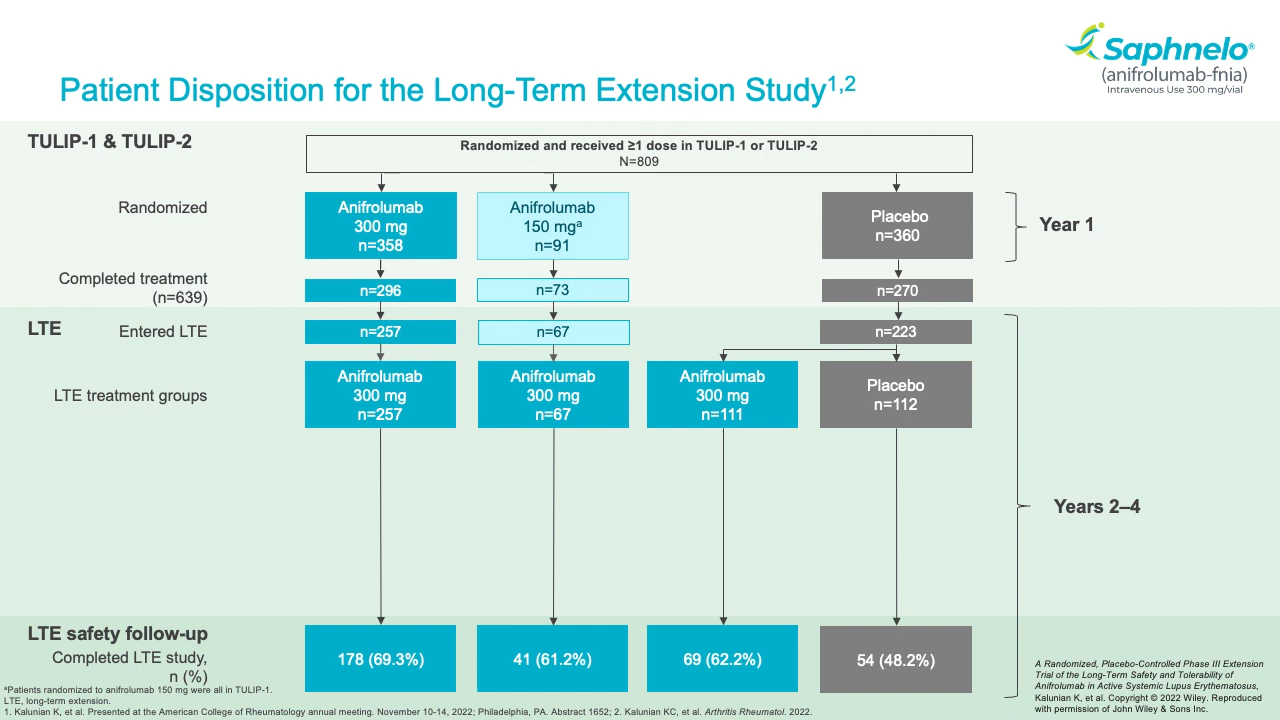 Saphnelo®
(anifrolumab-fnia)
Intravenous Use 300 mg/vial
Patient Disposition for the Long-Term Extension Study1,2
TULIP-1 & TULIP-2
Randomized and received ≥1 dose in TULIP-1 or TULIP-2
N=809
Randomized
Anifrolumab
300 mg
n=358
Anifrolumab
150 mgª
n=91
Placebo
n=360
Year 1
Completed treatment
(n=639)
n=296
n=73
n=270
LTE
Entered LTE
n=257
n=67
n=223
LTE treatment groups
Anifrolumab
300 mg
n=257
Anifrolumab
300 mg
n=67
Anifrolumab
300 mg
n=111
Placebo
n=112
Years 2–4
LTE safety follow-up
Completed LTE study,
n (%)
178 (69.3%)
41 (61.2%)
69 (62.2%)
54 (48.2%)
ªPatients randomized to anifrolumab 150 mg were all in TULIP-1.
LTE, long-term extension.
1. Kalunian K, et al. Presented at the American College of Rheumatology annual meeting. November 10-14, 2022; Philadelphia, PA. Abstract 1652; 2. Kalunian KC, et al. Arthritis Rheumatol. 2022.
A Randomized, Placebo-Controlled Phase III Extension
Trial of the Long-Term Safety and Tolerability of
Anifrolumab in Active Systemic Lupus Erythematosus,
Kalunian K, et al. Copyright © 2022 Wiley. Reproduced
with permission of John Wiley & Sons Inc.